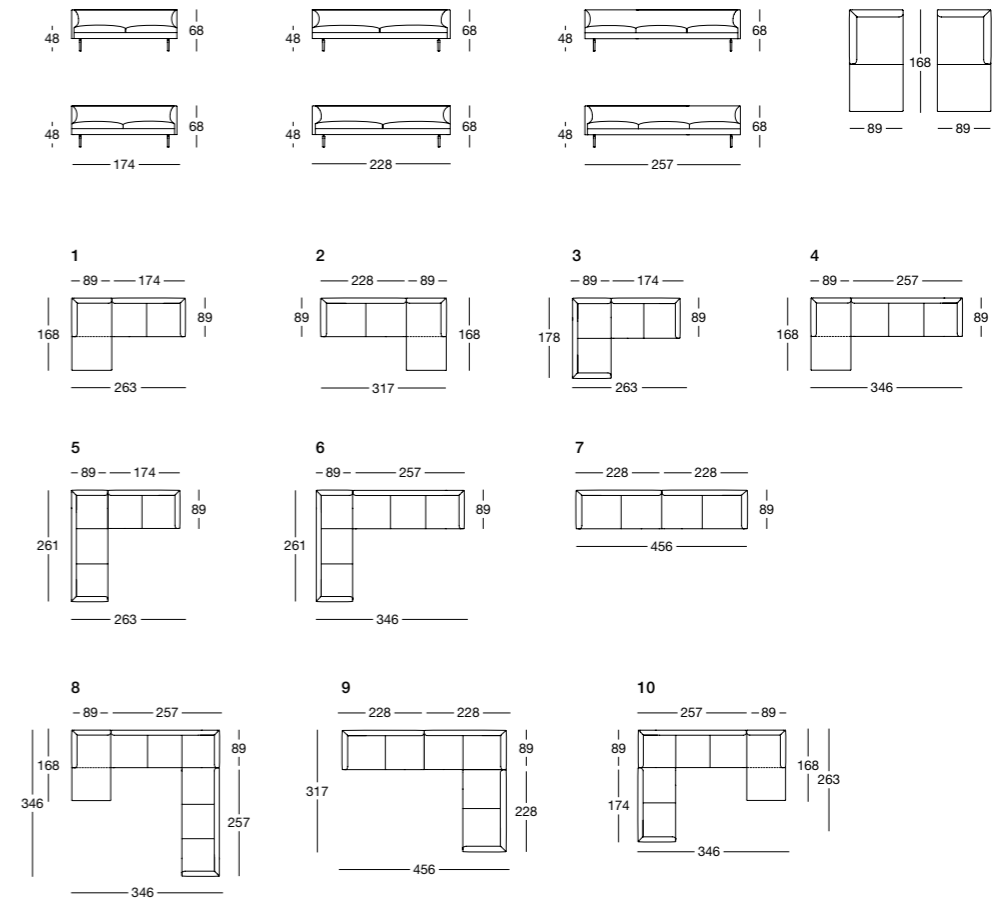 48 68 48 68 48 68
168
89 89
48 68 48 68 48 68
174 228 257
1 2 3 4
89 174 228 89 89 174 89 257
168 89 89 168 178 89 168 89
263 317 263 346
5 6 7
89 174 89 257 228 228
261 89 261 89 89
263 346 456
8 9 10
89 257 228 228 257 89
346 168 89 257 317 89 228 89 174 168 263
346 456 346